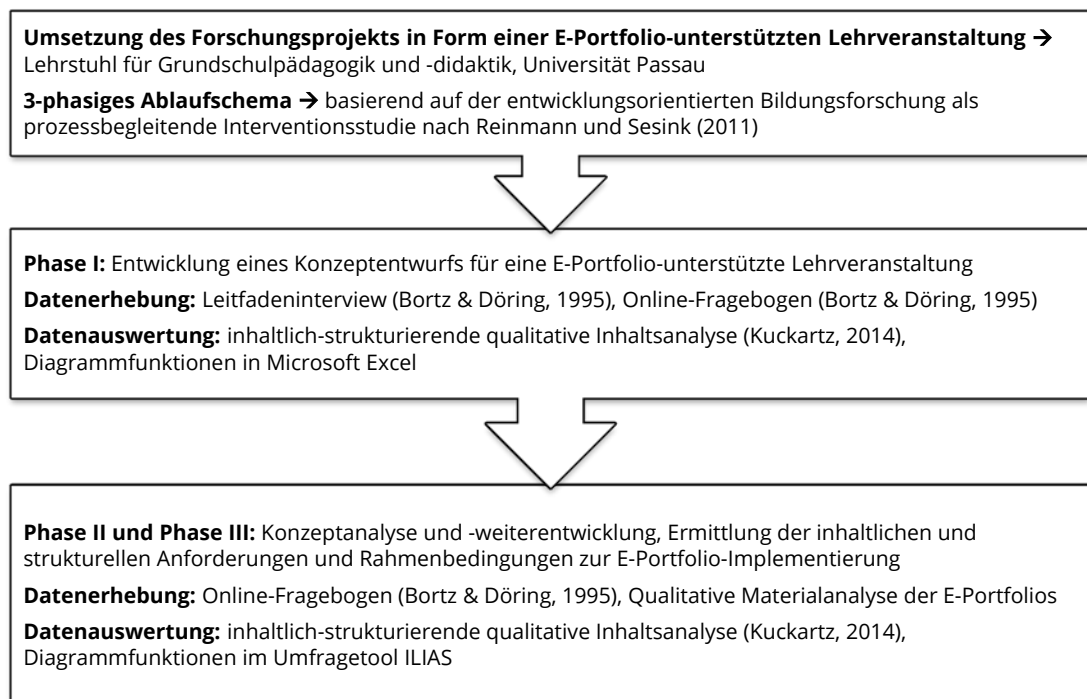 Umsetzung des Forschungsprojekts in Form einer E-Portfolio-unterstützten Lehrveranstaltung →
Lehrstuhl für Grundschulpädagogik und -didaktik, Universität Passau
3-phasiges Ablaufschema → basierend auf der entwicklungsorientierten Bildungsforschung als
prozessbegleitende Interventionsstudie nach Reinmann und Sesink (2011)
Phase I: Entwicklung eines Konzeptentwurfs für eine E-Portfolio-unterstützte Lehrveranstaltung
Datenerhebung: Leitfadeninterview (Bortz & Döring, 1995), Online-Fragebogen (Bortz & Döring, 1995)
Datenauswertung: inhaltlich-strukturierende qualitative Inhaltsanalyse (Kuckartz, 2014),
Diagrammfunktionen in Microsoft Excel
Phase II und Phase III: Konzeptanalyse und -weiterentwicklung, Ermittlung der inhaltlichen und
strukturellen Anforderungen und Rahmenbedingungen zur E-Portfolio-Implementierung
Datenerhebung: Online-Fragebogen (Bortz & Döring, 1995), Qualitative Materialanalyse der E-Portfolios
Datenauswertung: inhaltlich-strukturierende qualitative Inhaltsanalyse (Kuckartz, 2014),
Diagrammfunktionen im Umfragetool ILIAS